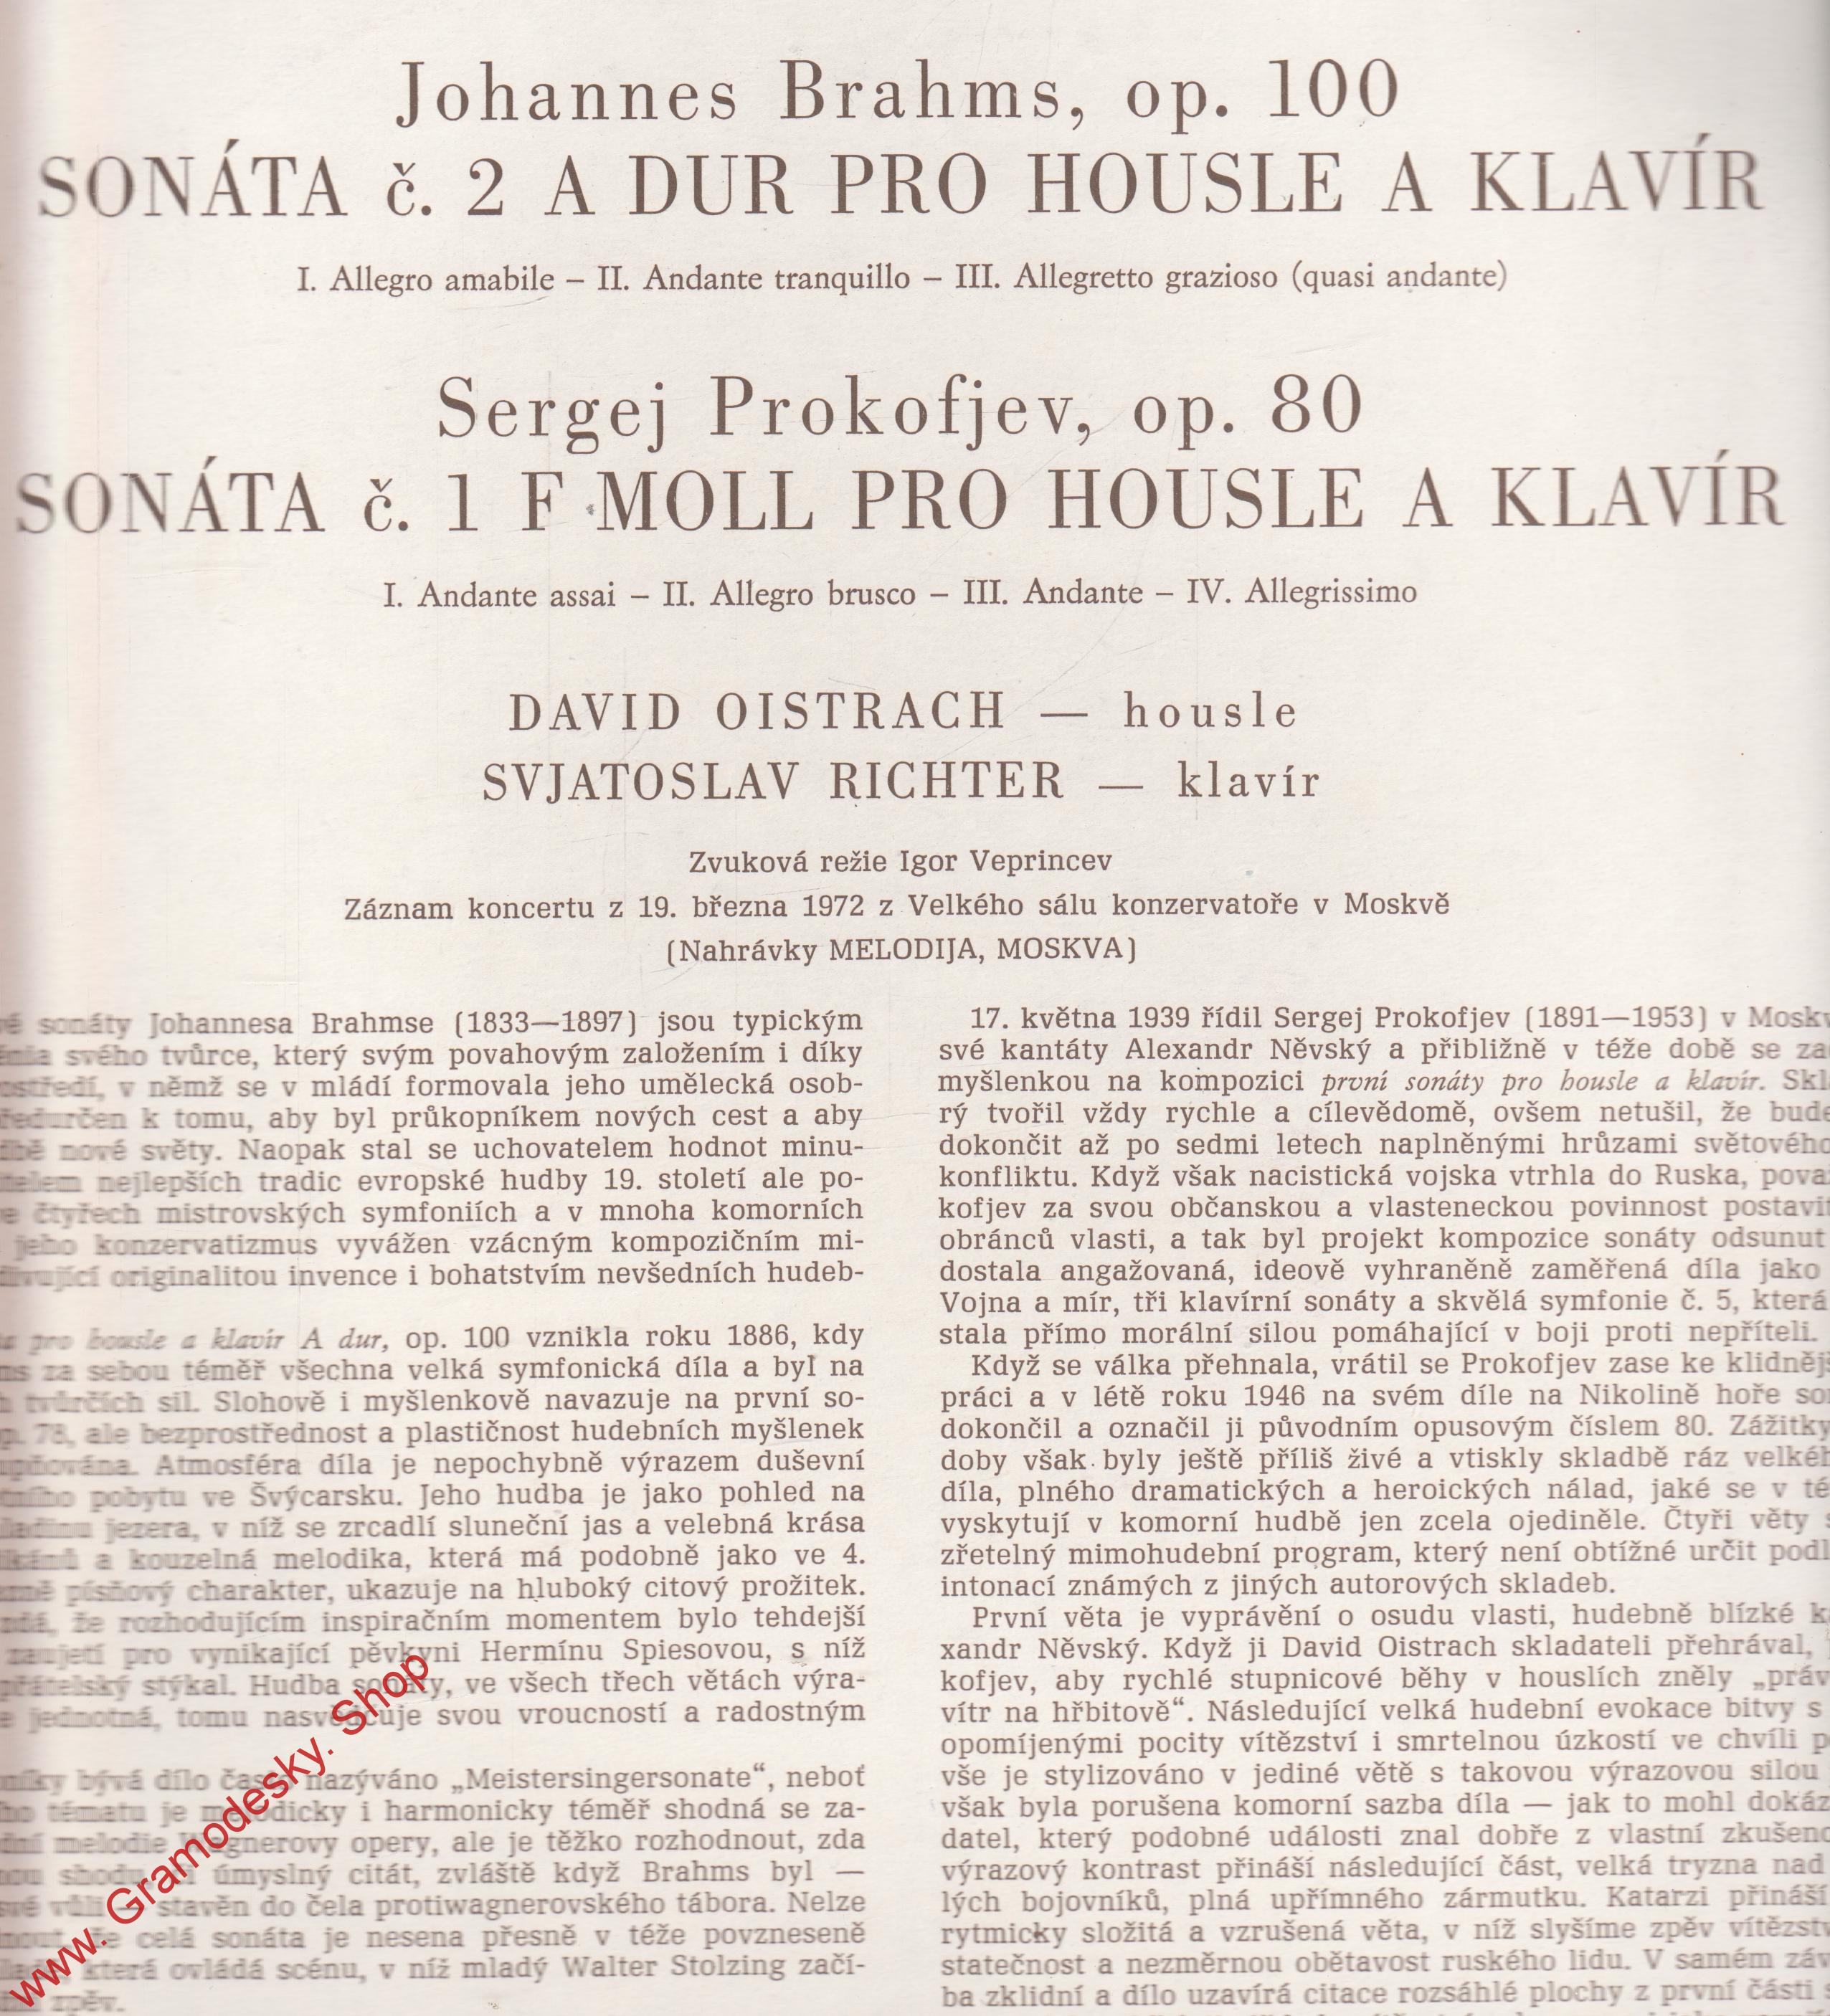 Johannes Brahms, op. 100
SONÁTA č. 2 A DUR PRO HOUSLE A KLAVÍR
I. Allegro amabile – II. Andante tranquillo – III. Allegretto grazioso (quasi andante)
Sergej Prokofjev, op. 80
SONÁTA č. 1 F MOLL PRO HOUSLE A KLAVÍR
I. Andante assai – II. Allegro brusco – III. Andante – IV. Allegrissimo
DAVID OISTRACH — housle
SVJATOSLAV RICHTER — klavír
Zvuková režie Igor Veprincev
Záznam koncertu z 19. března 1972 z Velkého sálu konzervatoře v Moskvě
(Nahrávky MELODIJA, MOSKVA)
sonáty Johannesa Brahmse (1833—1897) jsou typickým
svého tvůrce, který svým povahovým založením i díky
v němž se v mládí formovala jeho umělecká osob-
k tomu, aby byl průkopníkem nových cest a aby
nové světy. Naopak stal se uchovatelem hodnot minu-
nejlepších tradic evropské hudby 19. století ale po-
čtyřech mistrovských symfoniích a v mnoha komorních
jeho konzervatizmus vyvážen vzácným kompozičním mi-
originalitou invence i bohatstvím nevšedních hudeb-
pro housle a klavír A dur, op. 100 vznikla roku 1886, kdy
za sebou téměř všechna velká symfonická díla a byl na
tvůrčích sil. Slohově i myšlenkově navazuje na první so-
78, ale bezprostřednost a plastičnost hudebních myšlenek
Atmosféra díla je nepochybně výrazem duševní
pobytu ve Švýcarsku. Jeho hudba je jako pohled na
jezera, v níž se zrcadlí sluneční jas a velebná krása
a kouzelná melodika, která má podobně jako ve 4.
písňový charakter, ukazuje na hluboký citový prožitek.
že rozhodujícím inspiračním momentem bylo tehdejší
zaujetí pro vynikající pěvkyni Hermínu Spiesovou, s níž
přátelský stýkal. Hudba sonáty, ve všech třech větách výra-
jednotná, tomu nasvědčuje svou vroucností a radostným
bývá dílo často nazýváno „Meistersingersonate“, neboť
tématu je melodicky i harmonicky téměř shodná se za-
melodie Wagnerovy opery, ale je těžko rozhodnout, zda
shodu či úmyslný citát, zvláště když Brahms byl —
vůli — stavěn do čela protiwagnerovského tábora. Nelze
že celá sonáta je nesena přesně v téže povznesené
která ovládá scénu, v níž mladý Walter Stolzing začí-
zpěv.
17. května 1939 řídil Sergej Prokofjev (1891—1953) v Moskv
své kantáty Alexandr Něvský a přibližně v téže době se za
myšlenkou na kompozici první sonáty pro housle a klavír. Skl
rý tvořil vždy rychle a cílevědomě, ovšem netušil, že bude
dokončit až po sedmi letech naplněnými hrůzami světového
konfliktu. Když však nacistická vojska vtrhla do Ruska, pova
kofjev za svou občanskou a vlasteneckou povinnost postavit
obránců vlasti, a tak byl projekt kompozice sonáty odsunut
dostala angažovaná, ideově vyhraněně zaměřená díla jako
Vojna a mír, tři klavírní sonáty a skvělá symfonie č. 5, která
stala přímo morální silou pomáhající v boji proti nepříteli.
Když se válka přehnala, vrátil se Prokofjev zase ke klidněj
práci a v létě roku 1946 na svém díle na Nikolině hoře so
dokončil a označil ji původním opusovým číslem 80. Zážitky
doby však byly ještě příliš živé a vtiskly skladbě ráz velkéh
díla, plného dramatických a heroických nálad, jaké se v té
vyskytují v komorní hudbě jen zcela ojediněle. Čtyři věty
zřetelný mimohudební program, který není obtížné určit podl
intonací známých z jiných autorových skladeb.
První věta je vyprávění o osudu vlasti, hudebně blízké k
xandr Něvský. Když ji David Oistrach skladateli přehrával,
kofjev, aby rychlé stupnicové běhy v houslích zněly „práv
vítr na hřbitově“. Následující velká hudební evokace bitvy s
opomíjenými pocity vítězství i smrtelnou úzkostí ve chvíli p
vše je stylizováno v jediné větě s takovou výrazovou silou
však byla porušena komorní sazba díla — jak to mohl dokáz
datel, který podobné události znal dobře z vlastní zkušeno
výrazový kontrast přináší následující část, velká tryzna nad
lých bojovníků, plná upřímného zármutku. Katarzi přináší
rytmicky složitá a vzrušená věta, v níž slyšíme zpěv vítězstv
statečnost a nezměrnou obětavost ruského lidu. V samém záv
ba zklidní a dílo uzavírá citace rozsáhlé plochy z první části
www. Gramodesky. Shop